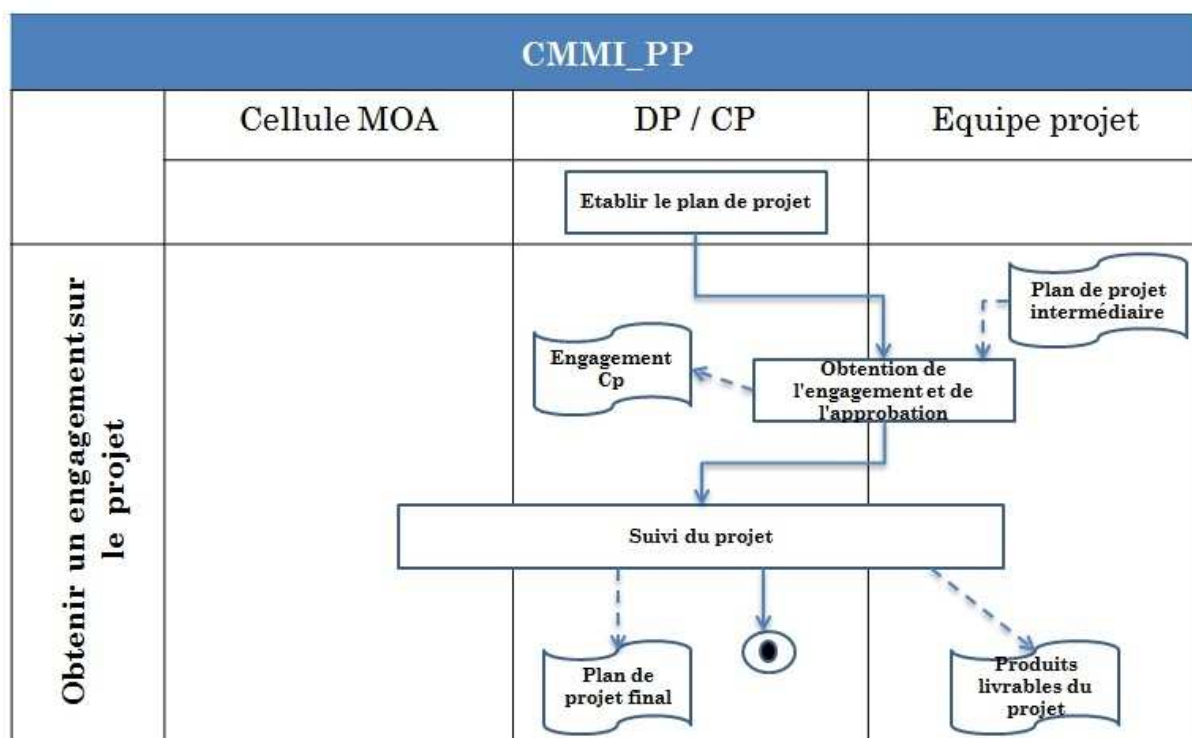 CMMI_PP
Cellule MOA
DP / CP
Equipe projet
Etablir le plan de projet
Obtenir un engagement sur
le projet
Plan de projet
intermédiaire
Engagement
Cp
Obtention de
l'engagement et de
l'approbation
Suivi du projet
Plan de
projet final
Produits
livrables du
projet